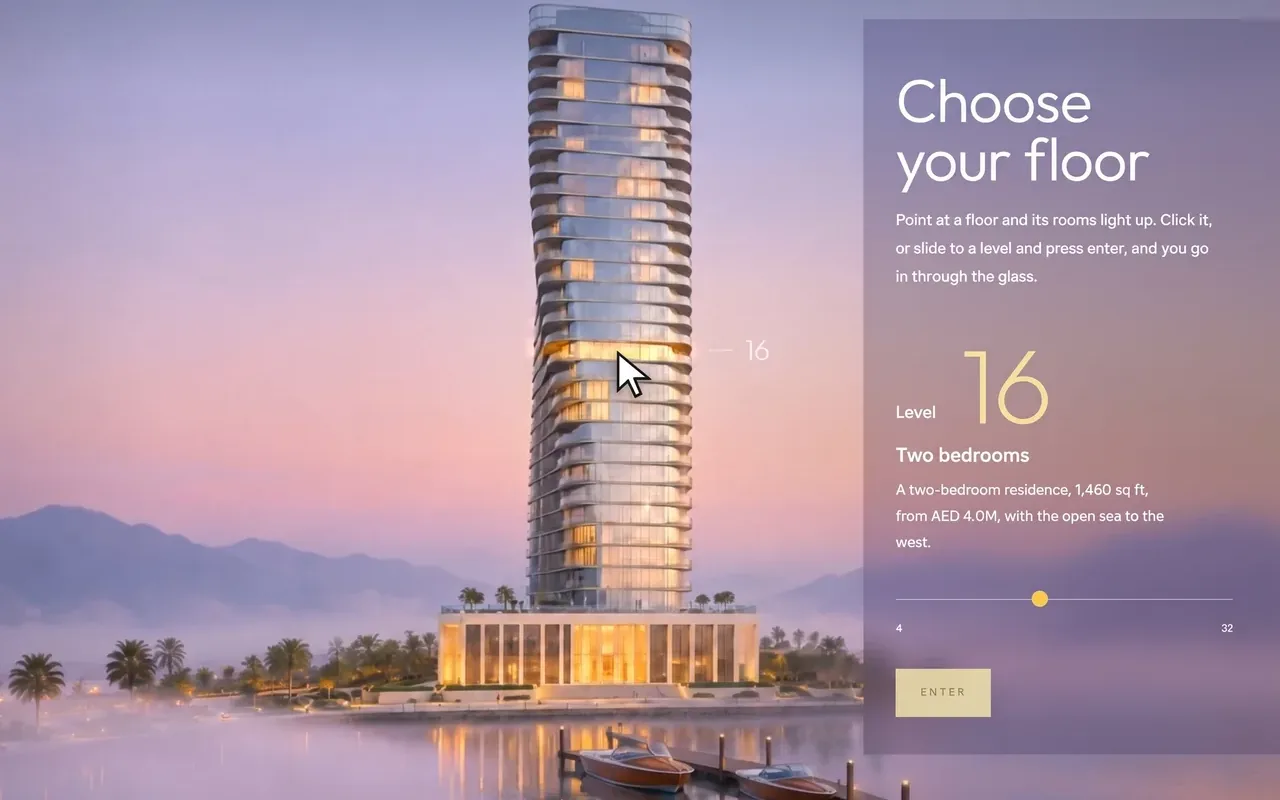 Choose
your floor
Point at a floor and its rooms light up. Click it,
or slide to a level and press enter, and you go
in through the glass.
16
Level 16
Two bedrooms
A two-bedroom residence, 1,460 sq ft,
from AED 4.0M, with the open sea to the
west.
4 32
ENTER